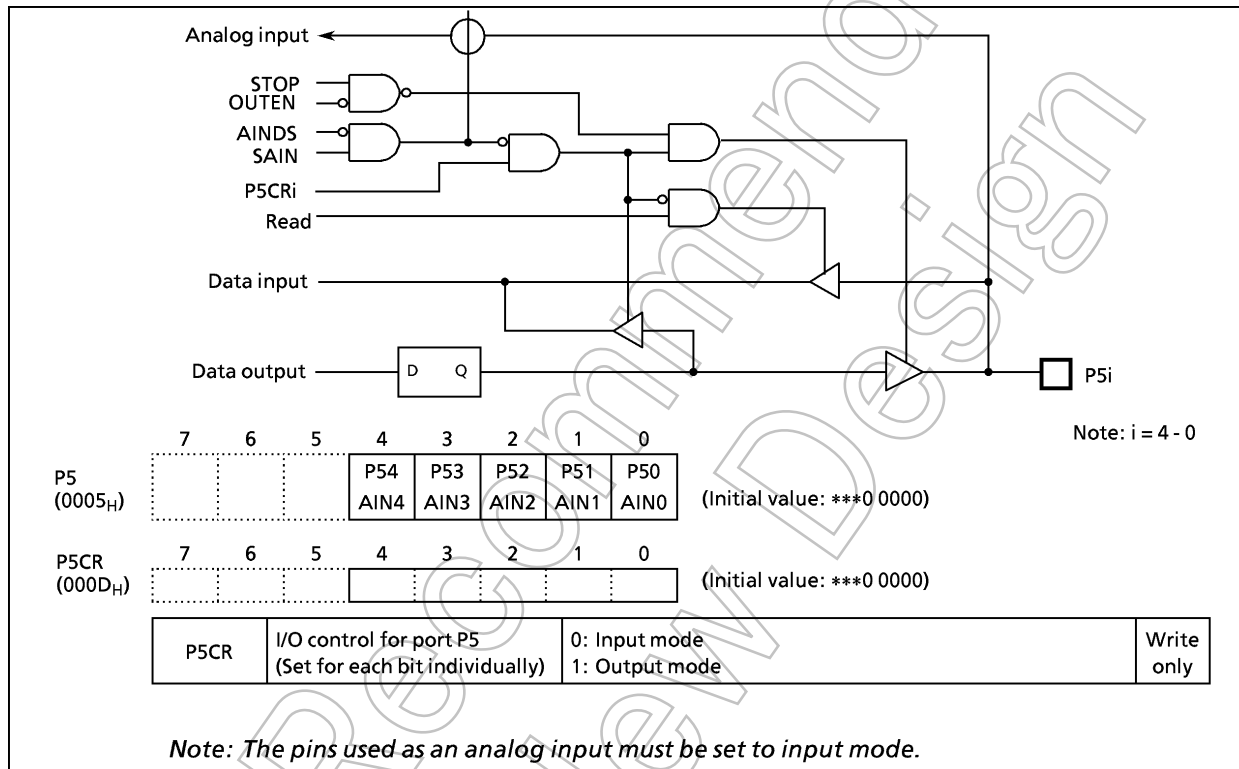 Analog input
STOP
OUTEN
AINDS
SAIN
P5CRi
Read
Data input
Data output
D Q
P5i
Note: i = 4 - 0
7 6 5 4 3 2 1 0
P5
(0005H)
P54 P53 P52 P51 P50
AIN4 AIN3 AIN2 AIN1 AIN0
(Initial value: ***0 0000)
7 6 5 4 3 2 1 0
P5CR
(000DH)
(Initial value: ***0 0000)
P5CR
I/O control for port P5
(Set for each bit individually)
0: Input mode
1: Output mode
Write
only
Note: The pins used as an analog input must be set to input mode.